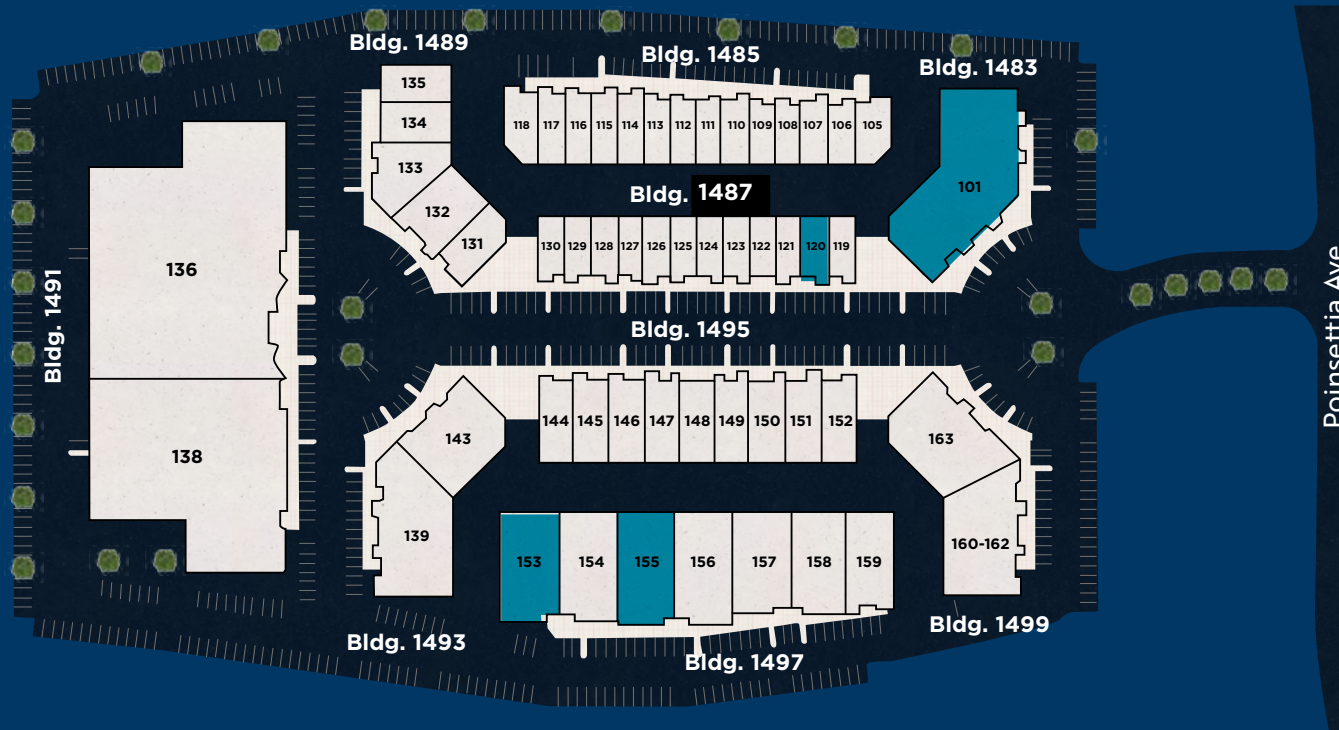 Bldg. 1489
Bldg. 1485
Bldg. 1483
135
134
133
132
131
118 117 116 115 114 113 112 111 110 109 108 107 106 105
101
Bldg. 1487
130 129 128 127 126 125 124 123 122 121 120 119
136
Bldg. 1491
138
Bldg. 1495
Poinsettia Ave
143
144 145 146 147 148 149 150 151 152
163
139
153 154 155 156 157 158 159
160-162
Bldg. 1493
Bldg. 1497
Bldg. 1499